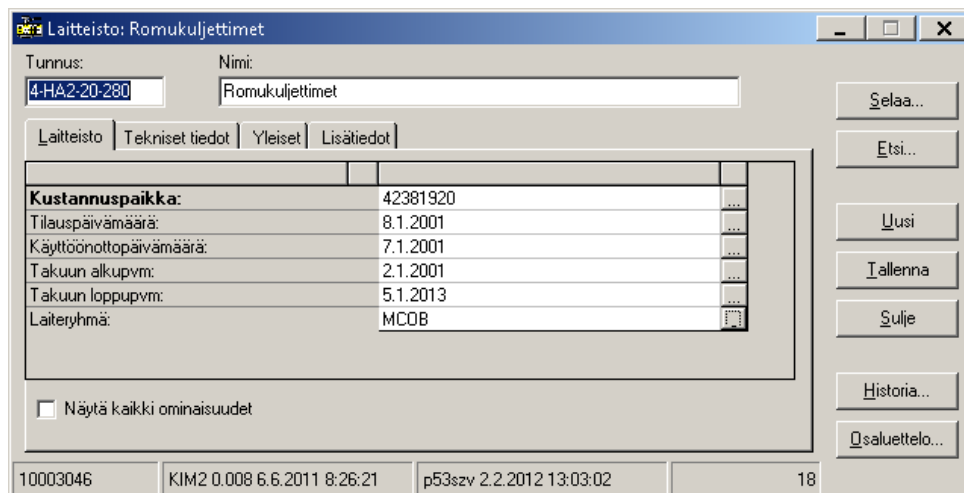 Laitteisto: Romukuljettimet
Tunnus: Nimi:
4-HA2-20-280 Romukuljettimet
Selaa...
Laitteisto Tekniset tiedot Yleiset Lisätiedot
Etsi...
Kustannuspaikka: 42381920 ...
Tilauspäivämäärä: 8.1.2001 ...
Uusi
Käyttöönottopäivämäärä: 7.1.2001 ...
Takuun alkupvm: 2.1.2001 ...
Tallenna
Takuun loppupvm: 5.1.2013 ...
Laiteryhmä: MCOB
Sulje
Historia...
Näytä kaikki ominaisuudet
Osaluettelo...
10003046 KIM2 0.008 6.6.2011 8:26:21 p53szv 2.2.2012 13:03:02 18